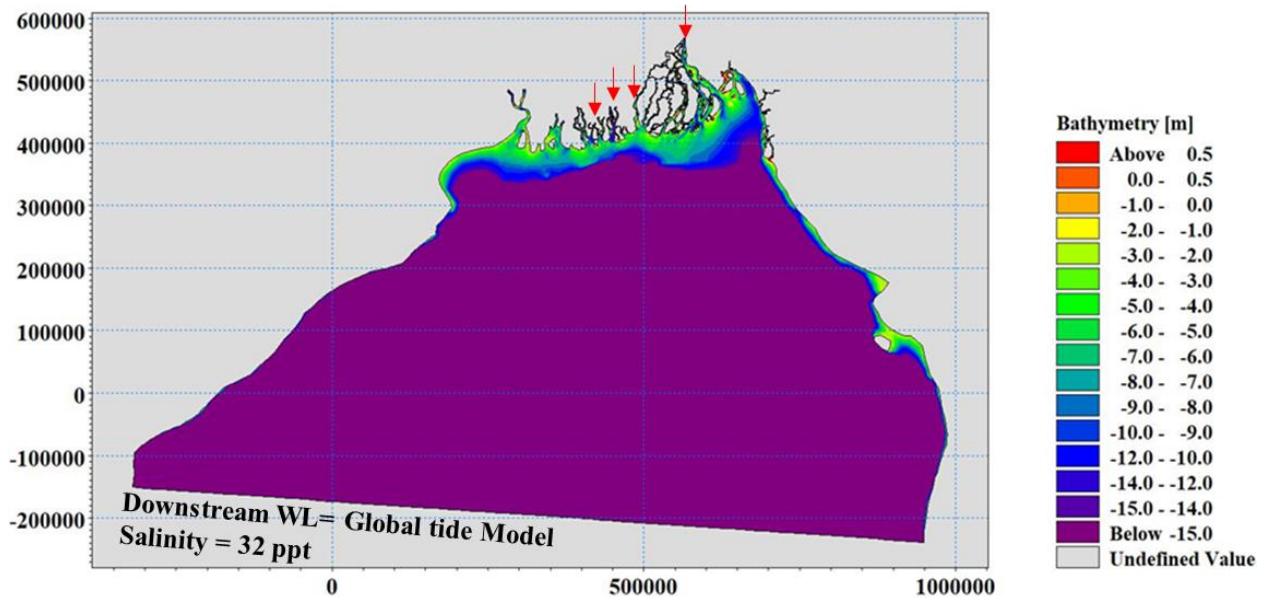 600000
500000
400000
300000
200000
100000
0
-100000
-200000
0
500000
1000000
Downstream WL= Global tide Model
Salinity = 32 ppt
Bathymetry [m]
Above 0.5
0.0 - 0.5
-1.0 - 0.0
-2.0 - -1.0
-3.0 - -2.0
-4.0 - -3.0
-5.0 - -4.0
-6.0 - -5.0
-7.0 - -6.0
-8.0 - -7.0
-9.0 - -8.0
-10.0 - -9.0
-12.0 - -10.0
-14.0 - -12.0
-15.0 - -14.0
Below -15.0
Undefined Value